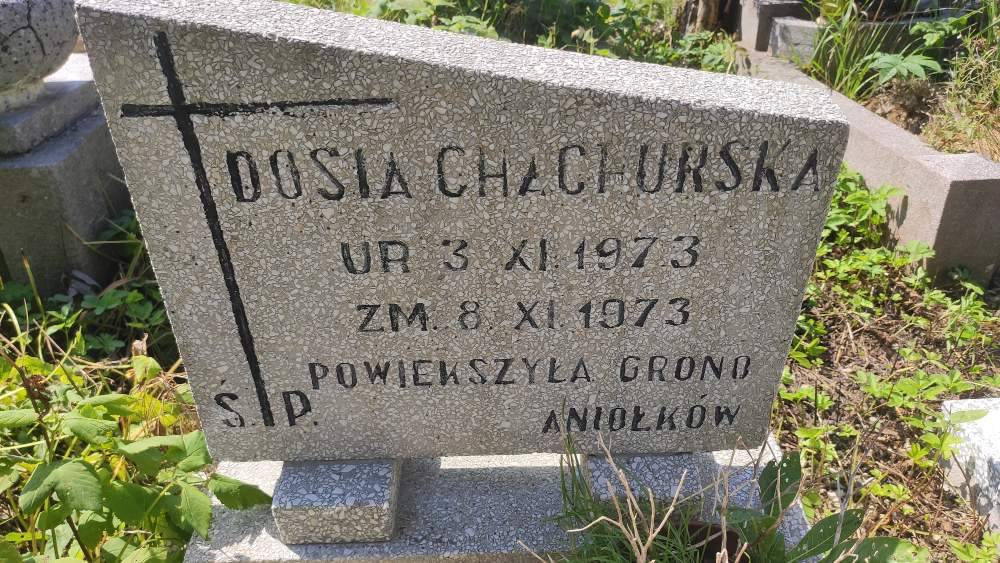 DOSIA CHACHURSKA
UR 3 XI. 1973
ZM. 8. XI. 1973
POWIEKSZYŁA GRONO
Ś.P. ANIOŁKÓW